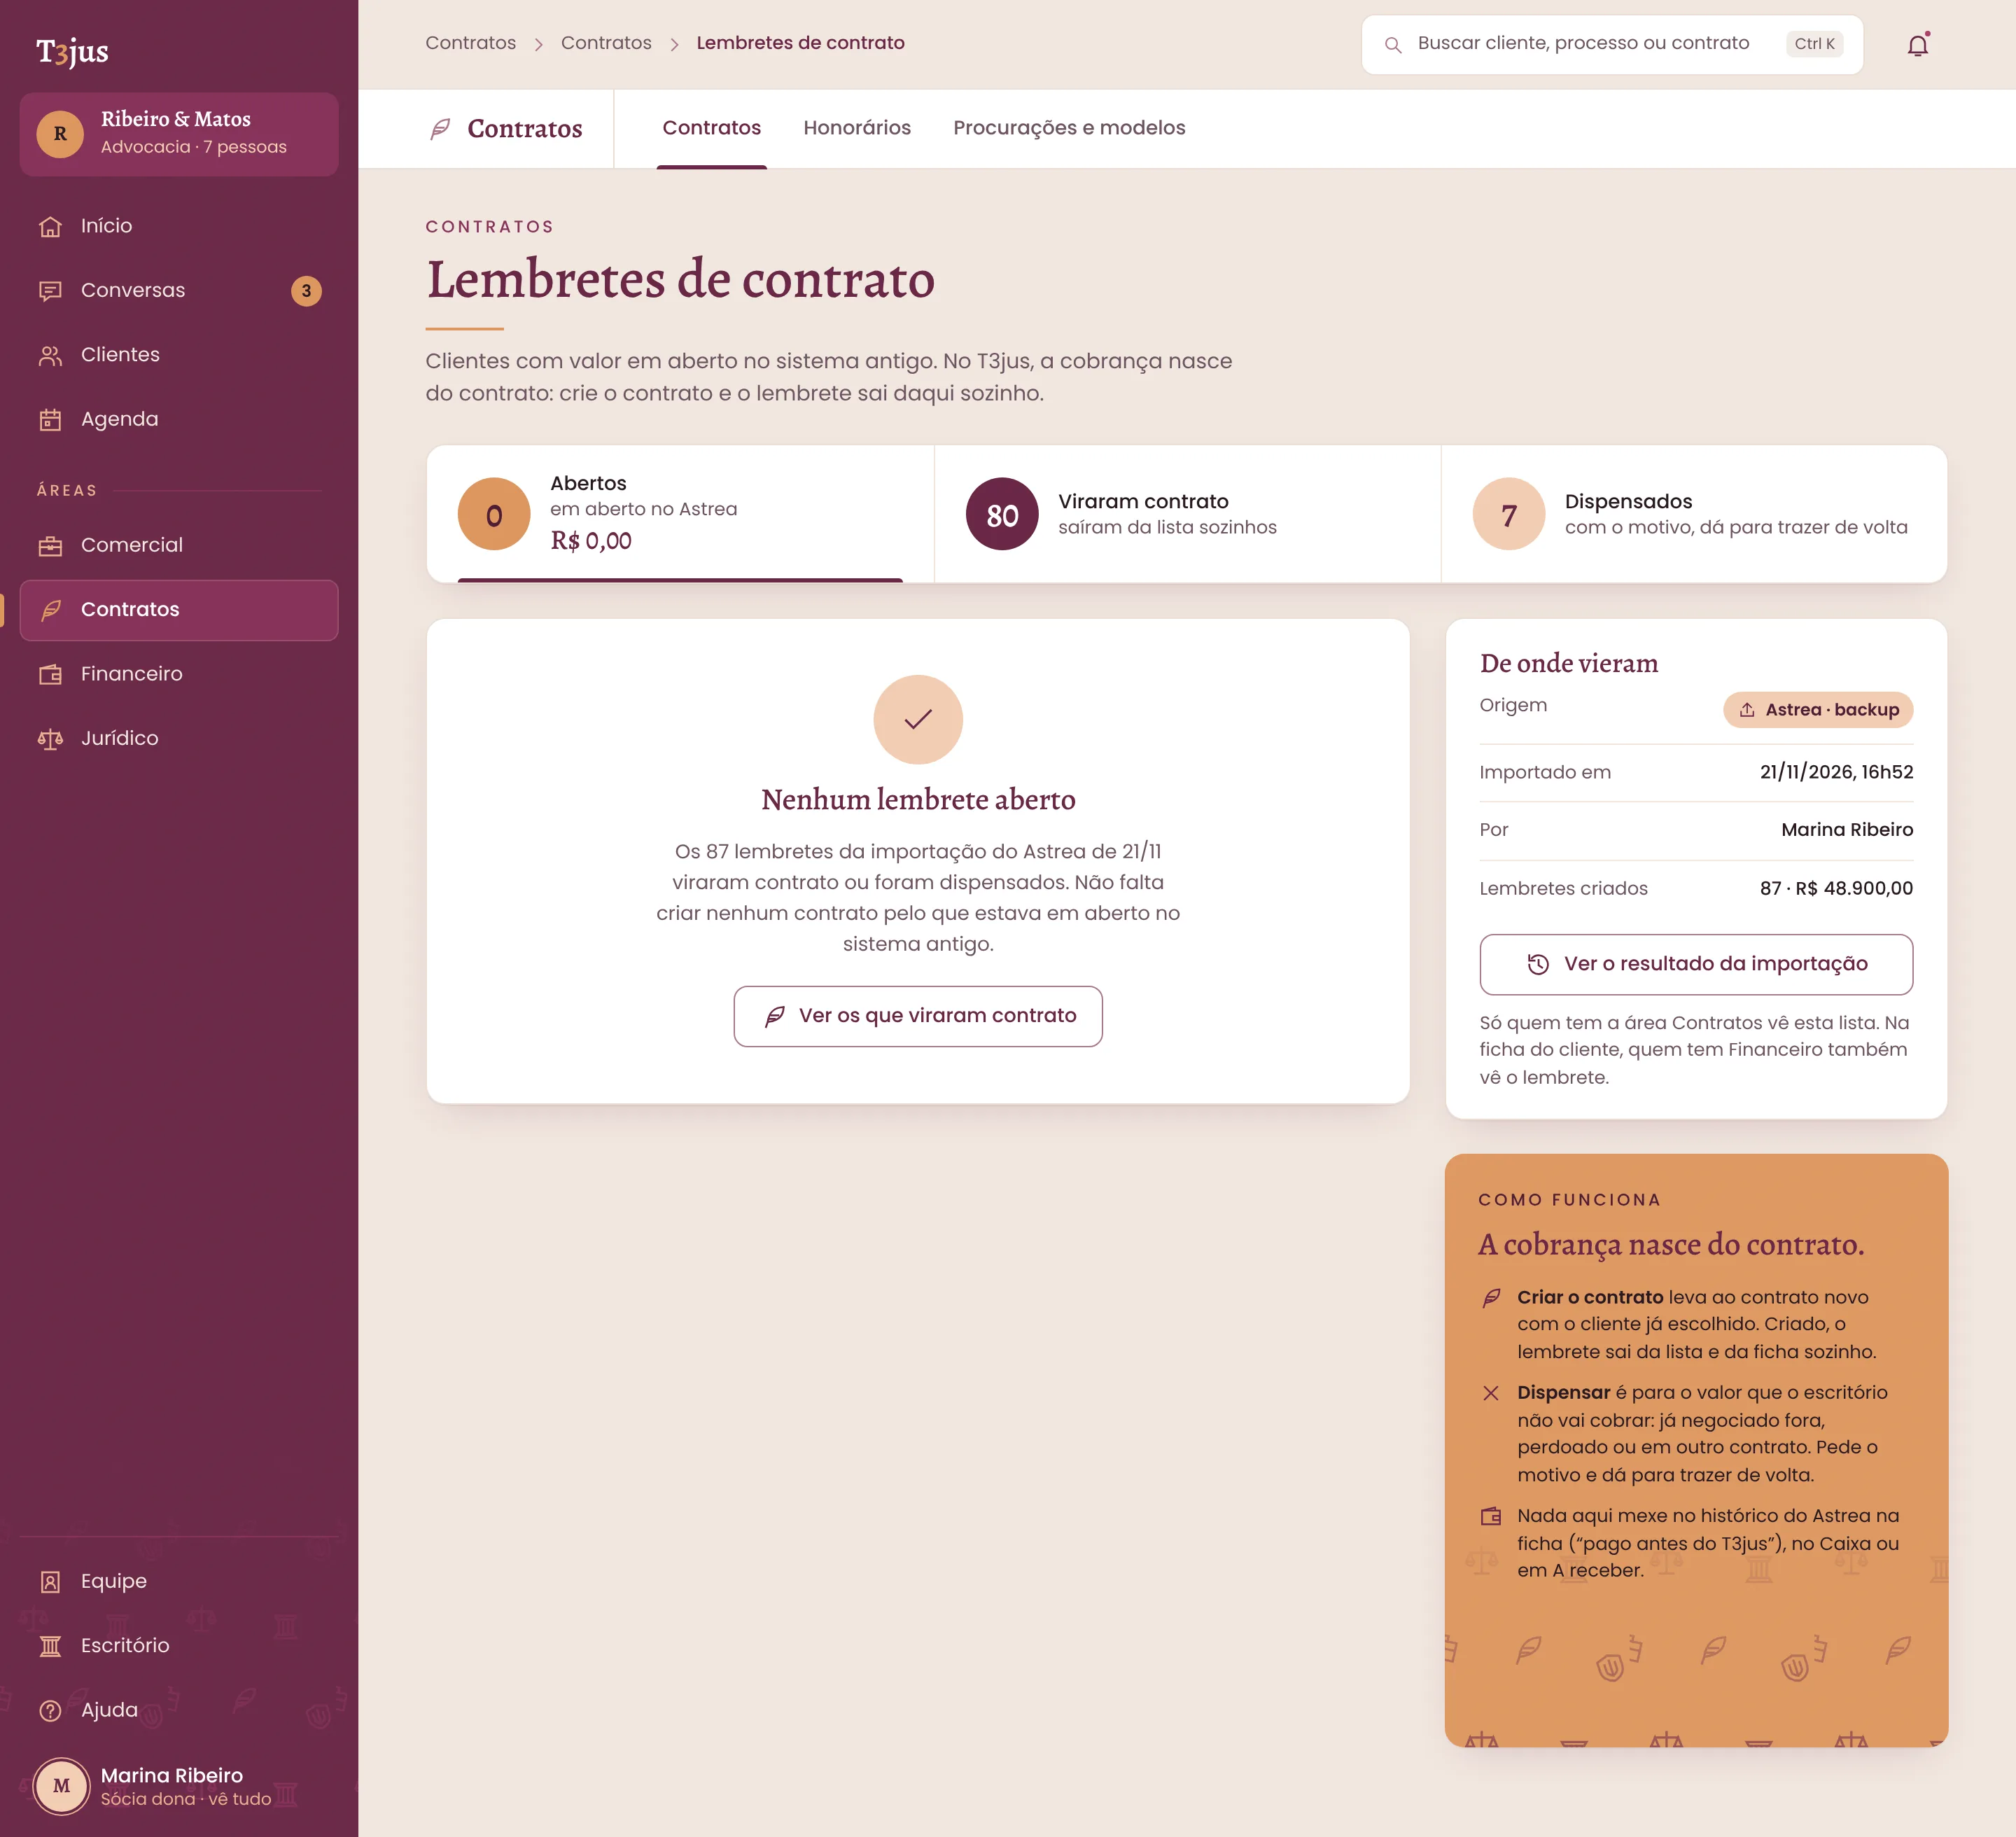 T3jus
R
Ribeiro & Matos
Advocacia · 7 pessoas
Início
Conversas
3
Clientes
Agenda
ÁREAS
Comercial
Contratos
Financeiro
Jurídico
Equipe
Escritório
Ajuda
M
Marina Ribeiro
Sócia dona · vê tudo
Contratos
Contratos
Lembretes de contrato
Buscar cliente, processo ou contrato
Ctrl K
Contratos
Contratos
Honorários
Procurações e modelos
CONTRATOS
Lembretes de contrato
Clientes com valor em aberto no sistema antigo. No T3jus, a cobrança nasce
do contrato: crie o contrato e o lembrete sai daqui sozinho.
0
Abertos
em aberto no Astrea
R$ 0,00
80
Viraram contrato
saíram da lista sozinhos
7
Dispensados
com o motivo, dá para trazer de volta
Nenhum lembrete aberto
Os 87 lembretes da importação do Astrea de 21/11
viraram contrato ou foram dispensados. Não falta
criar nenhum contrato pelo que estava em aberto no
sistema antigo.
Ver os que viraram contrato
De onde vieram
Origem
Astrea · backup
Importado em
21/11/2026, 16h52
Por
Marina Ribeiro
Lembretes criados
87 · R$ 48.900,00
Ver o resultado da importação
Só quem tem a área Contratos vê esta lista. Na
ficha do cliente, quem tem Financeiro também
vê o lembrete.
COMO FUNCIONA
A cobrança nasce do contrato.
Criar o contrato leva ao contrato novo
com o cliente já escolhido. Criado, o
lembrete sai da lista e da ficha sozinho.
Dispensar é para o valor que o escritório
não vai cobrar: já negociado fora,
perdoado ou em outro contrato. Pede o
motivo e dá para trazer de volta.
Nada aqui mexe no histórico do Astrea na
ficha (“pago antes do T3jus”), no Caixa ou
em A receber.